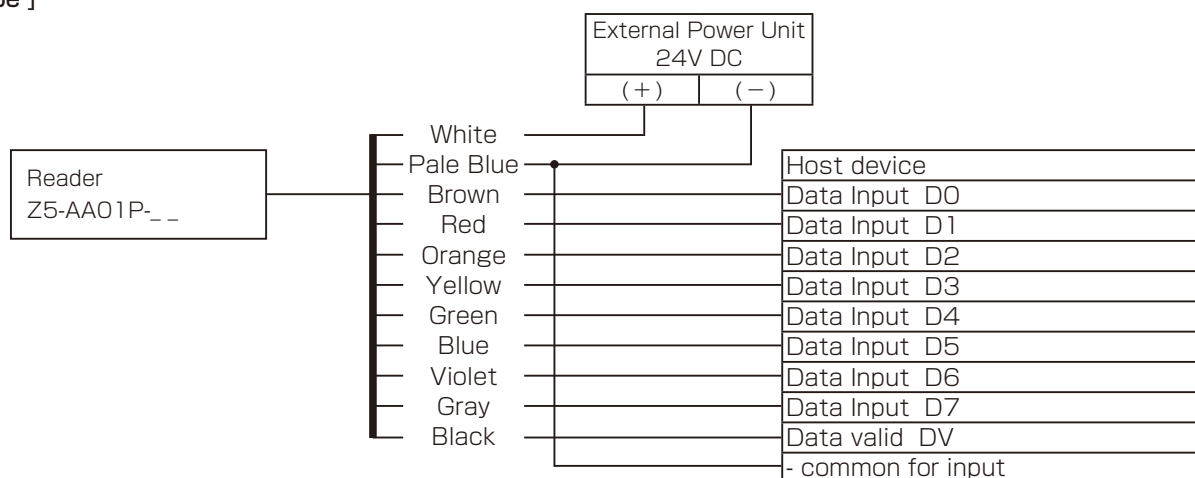 External Power Unit
24V DC
(+) (−)
White
Pale Blue
Reader
Z5-AA01P-_ _
Brown
Red
Orange
Yellow
Green
Blue
Violet
Gray
Black
Host device
Data Input D0
Data Input D1
Data Input D2
Data Input D3
Data Input D4
Data Input D5
Data Input D6
Data Input D7
Data valid DV
- common for input